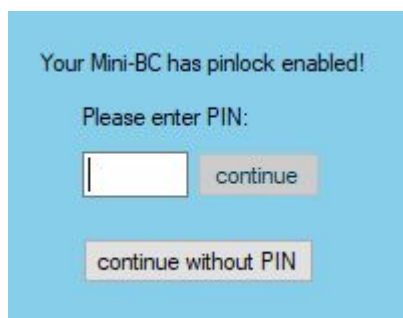 Your Mini-BC has pinlock enabled!
Please enter PIN:
continue
continue without PIN